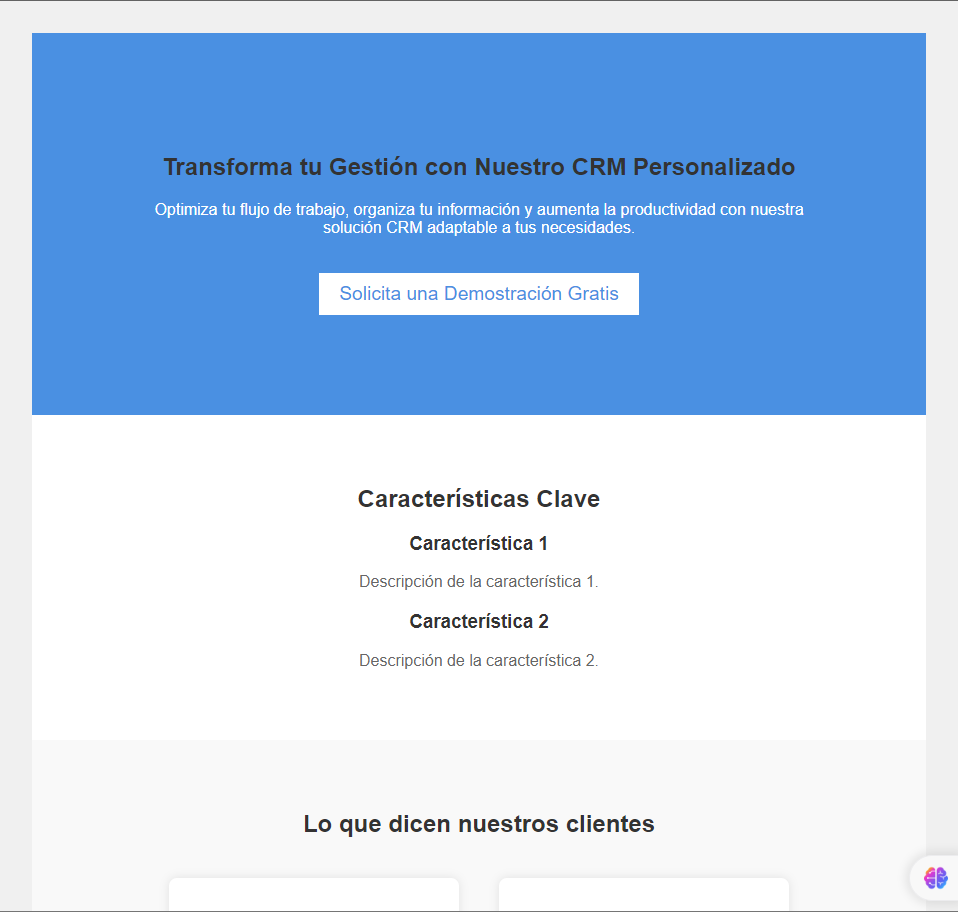 Transforma tu Gestión con Nuestro CRM Personalizado
Optimiza tu flujo de trabajo, organiza tu información y aumenta la productividad con nuestra
solución CRM adaptable a tus necesidades.
Solicita una Demostración Gratis
Características Clave
Característica 1
Descripción de la característica 1.
Característica 2
Descripción de la característica 2.
Lo que dicen nuestros clientes